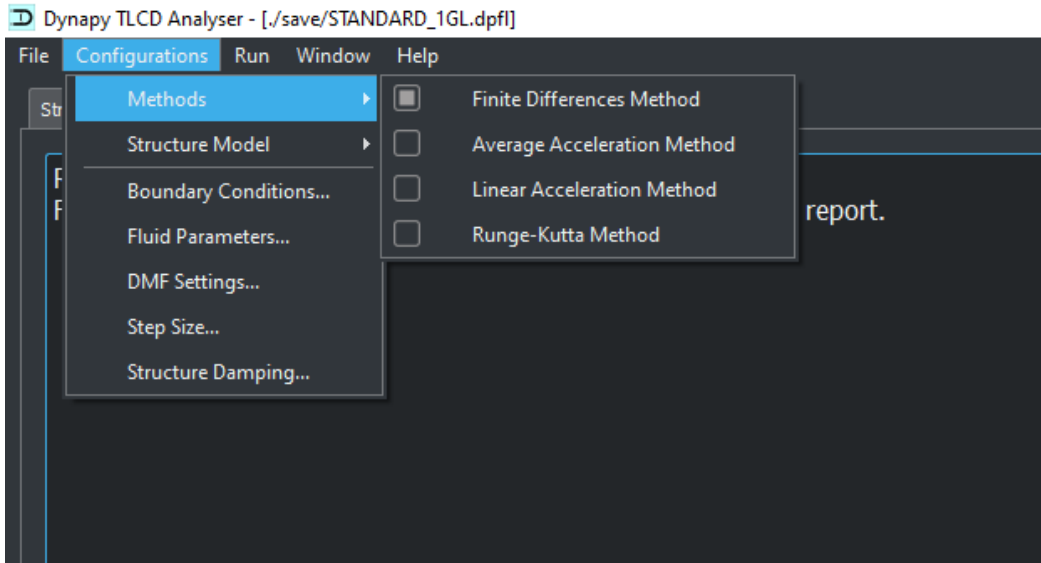 Dynapy TLCD Analyser - [./save/STANDARD_1GL.dpfl]
File Configurations Run Window Help
Methods
Structure Model
Boundary Conditions...
Fluid Parameters...
DMF Settings...
Step Size...
Structure Damping...
Finite Differences Method
Average Acceleration Method
Linear Acceleration Method
Runge-Kutta Method
report.